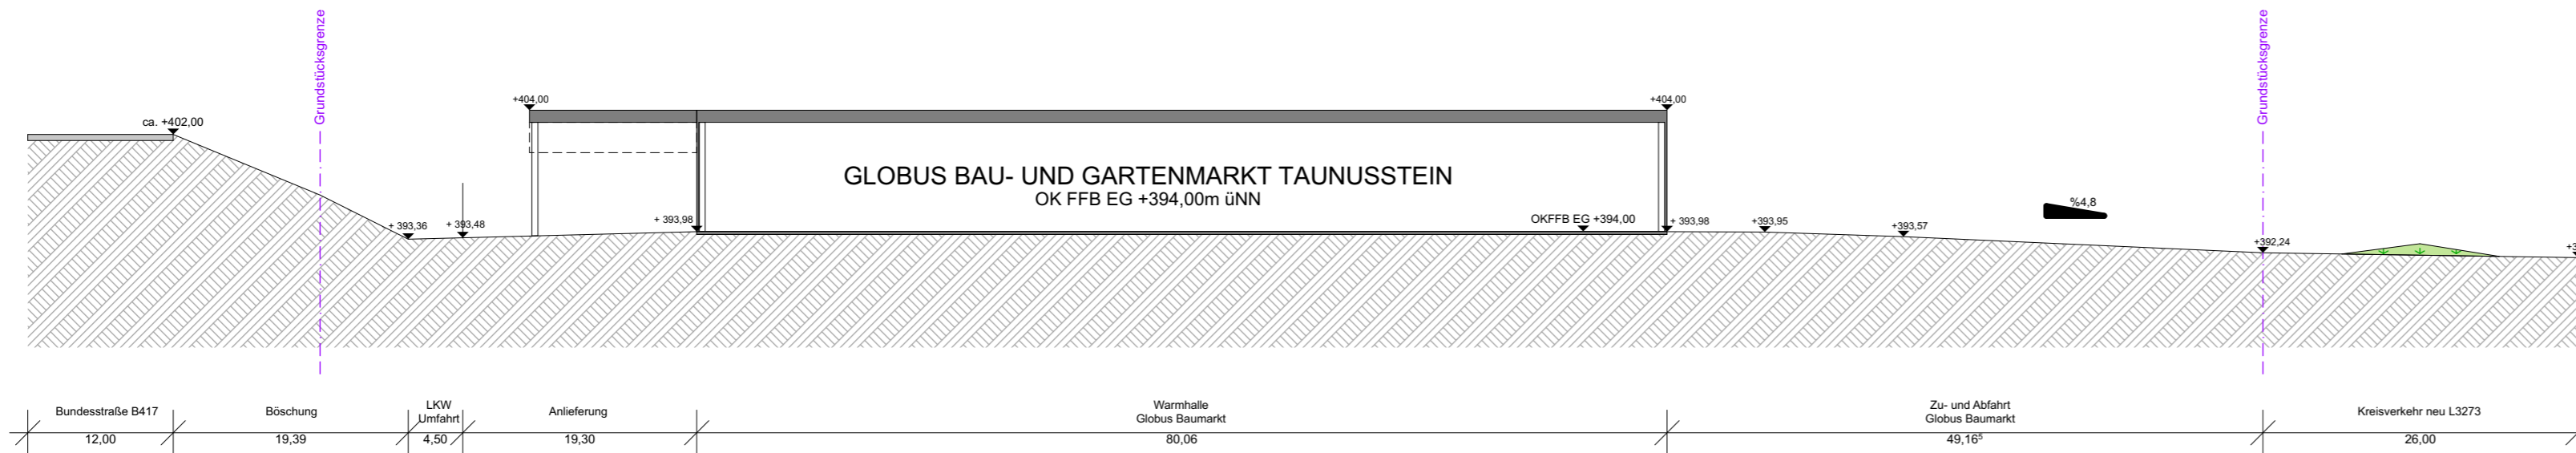 Grundstücksgrenze
Grundstücksgrenze
+404,00
+404,00
ca. +402,00
GLOBUS BAU- UND GARTENMARKT TAUNUSSTEIN
OK FFB EG +394,00m üNN
%4,8
+ 393,36
+ 393,48
+ 393,98
OKFFB EG +394,00
+ 393,98
+393,95
+393,57
+392,24
Bundesstraße B417
Böschung
LKW
Umfahrt
Anlieferung
Warmhalle
Globus Baumarkt
Zu- und Abfahrt
Globus Baumarkt
Kreisverkehr neu L3273
12,00
19,39
4,50
19,30
80,06
49,16⁵
26,00